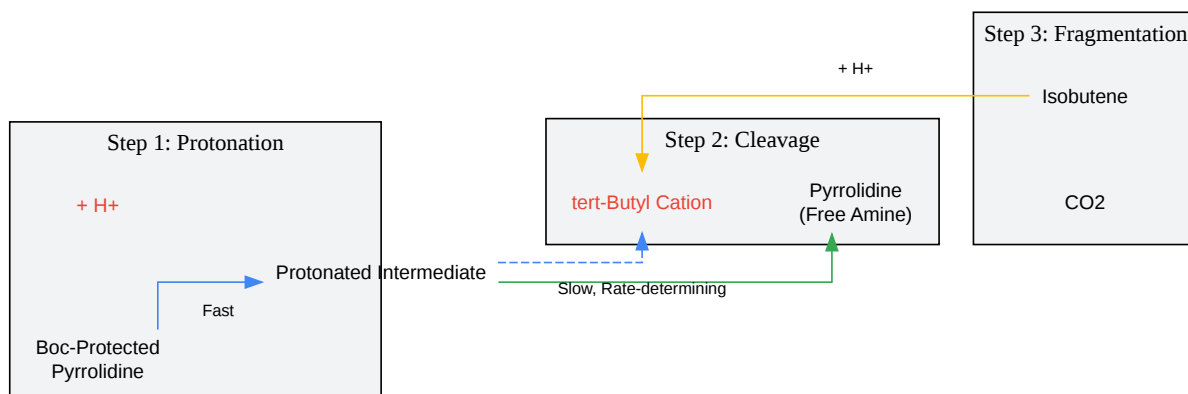 Step 1: Protonation
+ H+
Protonated Intermediate
Fast
Boc-Protected
Pyrrolidine
Step 2: Cleavage
tert-Butyl Cation
Pyrrolidine
(Free Amine)
Slow, Rate-determining
+ H+
Step 3: Fragmentation
Isobutene
CO2